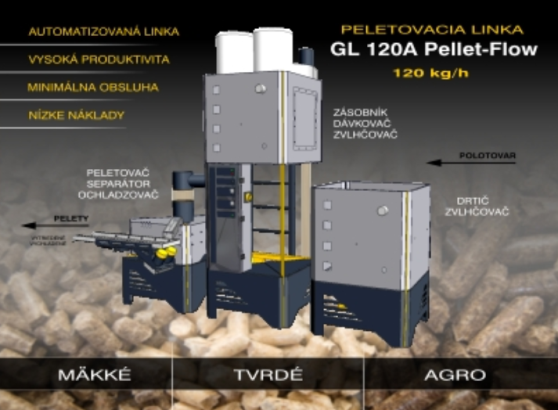 AUTOMATIZOVANÁ LINKA
VYSOKÁ PRODUKTIVITA
MINIMÁLNA OBSLUHA
NÍZKE NÁKLADY
PELETOVACIA LINKA
GL 120A Pellet-Flow
120 kg/h
ZÁSOBNÍK
DÁVKOVAČ
ZVLHČOVAČ
POLOTOVAR
PELETOVAČ
SEPARÁTOR
OCHLADZOVAČ
DRTIČ
ZVLHČOVAČ
PELETY
MÄKKÉ
TVRDÉ
AGRO